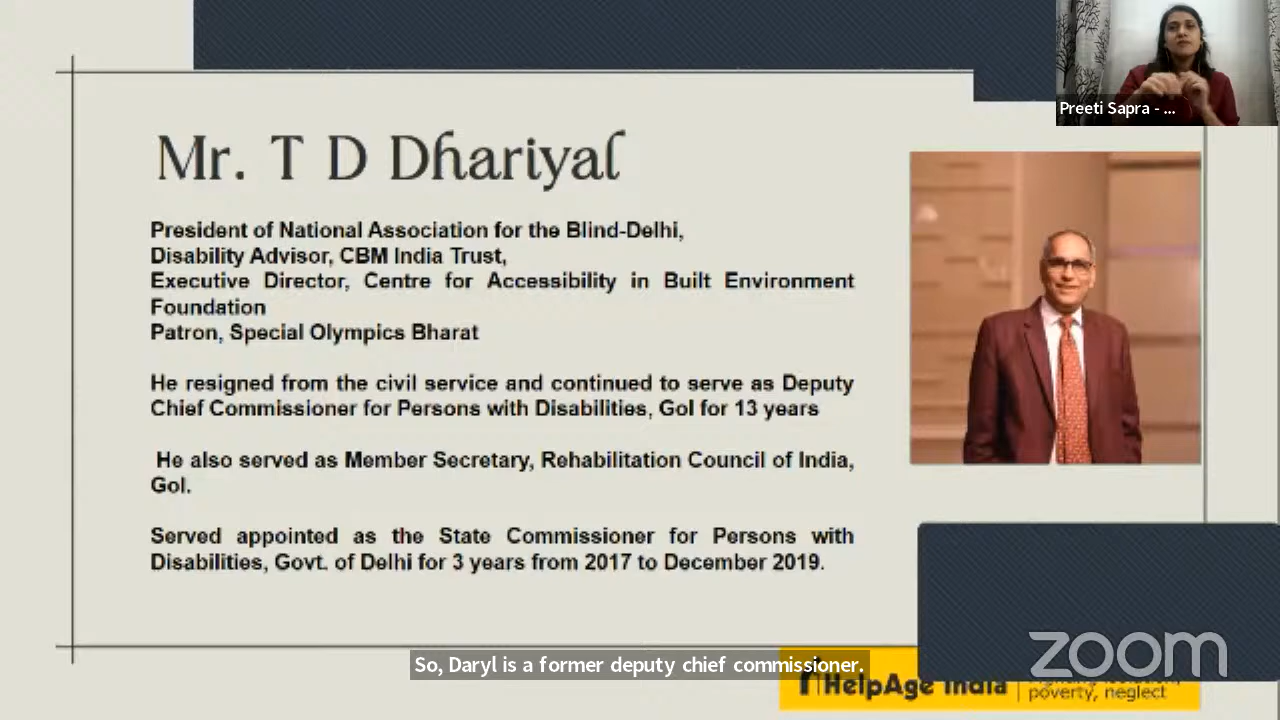 Preeti Sapra - ...
Mr. T D Dhariyal
President of National Association for the Blind-Delhi,
Disability Advisor, CBM India Trust,
Executive Director, Centre for Accessibility in Built Environment
Foundation
Patron, Special Olympics Bharat
He resigned from the civil service and continued to serve as Deputy
Chief Commissioner for Persons with Disabilities, GoI for 13 years
He also served as Member Secretary, Rehabilitation Council of India,
GoI.
Served appointed as the State Commissioner for Persons with
Disabilities, Govt. of Delhi for 3 years from 2017 to December 2019.
So, Daryl is a former deputy chief commissioner.
zoom
HelpAge India
poverty, neglect